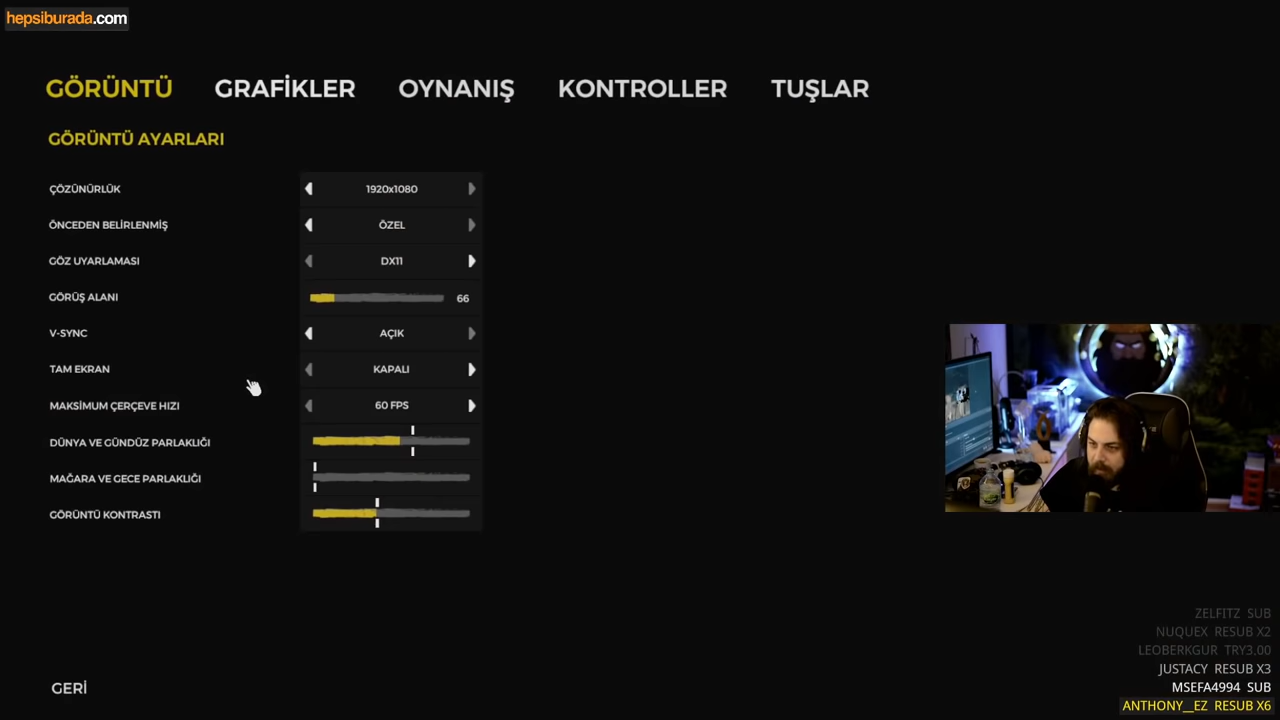 hepsiburada.com
GÖRÜNTÜ GRAFİKLER OYNANIŞ KONTROLLER TUŞLAR
GÖRÜNTÜ AYARLARI
ÇÖZÜNÜRLÜK 1920x1080
ÖNCEDEN BELİRLENMİŞ ÖZEL
GÖZ UYARLAMASI DX11
GÖRÜŞ ALANI 66
V-SYNC AÇIK
TAM EKRAN KAPALI
MAKSİMUM ÇERÇEVE HIZI 60 FPS
DÜNYA VE GÜNDÜZ PARLAKLIĞI
MAĞARA VE GECE PARLAKLIĞI
GÖRÜNTÜ KONTRASTI
ZELFITZ SUB
NUQUEX RESUB X2
LEOBERKGUR TRY3,00
JUSTACY RESUB X3
MSEFA4994 SUB
ANTHONY__EZ RESUB X6
GERİ